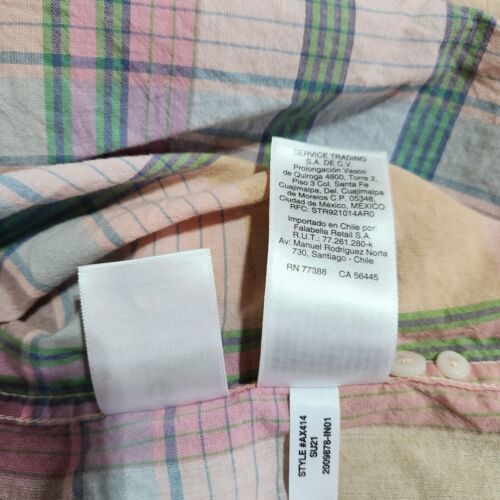 SERVICE TRADING
S.A. DE C.V.
Prolongación Vasco
de Quiroga 4800, Torre 2,
Piso 3 Col. Santa Fe
Cuajimalpa, Del. Cuajimalpa
de Morelos C.P. 05348,
Ciudad de México, MÉXICO
RFC: STR921014AR0
Importado en Chile por:
Falabella Retail S.A.
R.U.T.: 77.261.280-k
Av: Manuel Rodriguez Norte
730, Santiago - Chile
RN 77388 CA 56445
STYLE #AX414
SU21
2009878-IN01